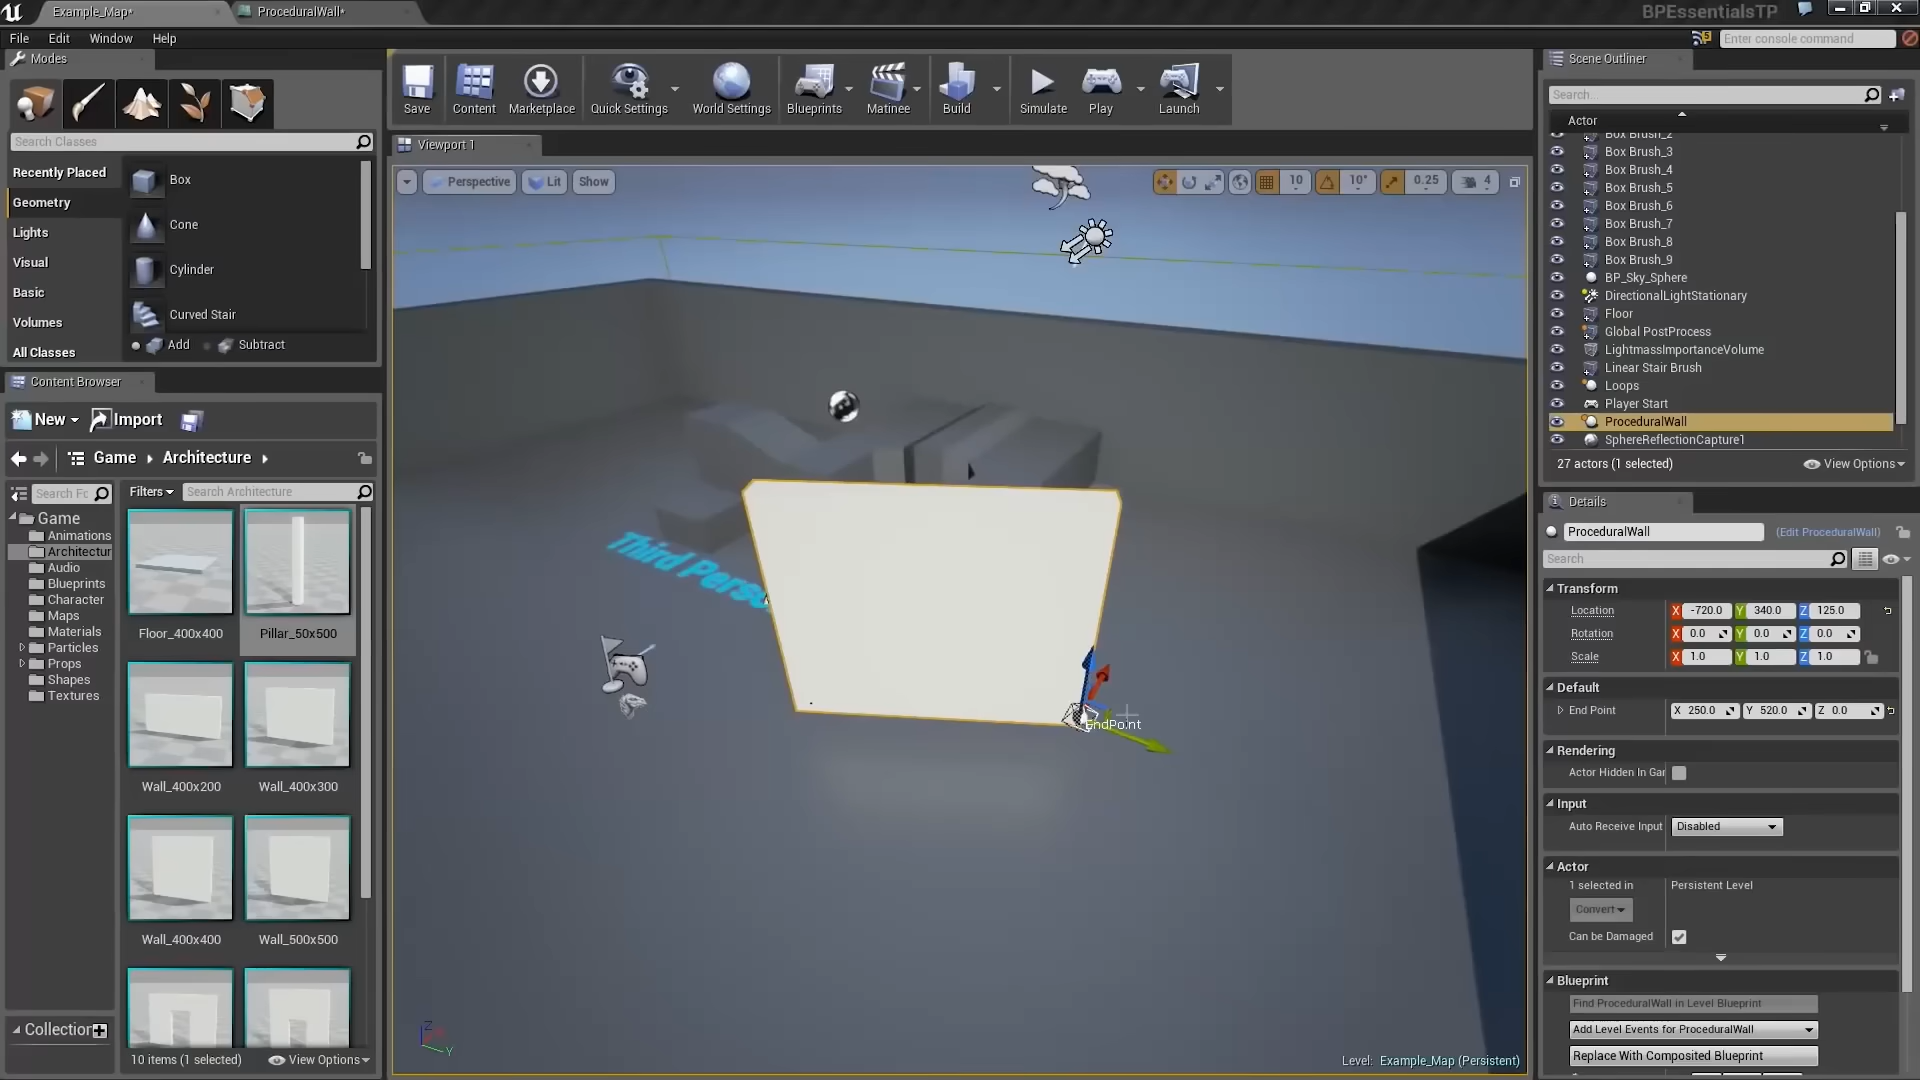 Example_Map*
ProceduralWall*
BPEssentialsTP
File Edit Window Help
Enter console command
Modes
Search Classes
Recently Placed
Geometry
Lights
Visual
Basic
Volumes
All Classes
Box
Cone
Cylinder
Curved Stair
Add Subtract
Save
Content
Marketplace
Quick Settings
World Settings
Blueprints
Matinee
Build
Simulate
Play
Launch
Viewport 1
Perspective Lit Show
10 10° 0.25 4
Third Perso
EndPoint
Z
Y
Level: Example_Map (Persistent)
Content Browser
New Import
Game Architecture
Filters Search Architecture
Game
Animations
Architectur
Audio
Blueprints
Character
Maps
Materials
Particles
Props
Shapes
Textures
Collection
Floor_400x400
Pillar_50x500
Wall_400x200
Wall_400x300
Wall_400x400
Wall_500x500
10 items (1 selected) View Options
Scene Outliner
Search...
Actor
Box Brush_2
Box Brush_3
Box Brush_4
Box Brush_5
Box Brush_6
Box Brush_7
Box Brush_8
Box Brush_9
BP_Sky_Sphere
DirectionalLightStationary
Floor
Global PostProcess
LightmassImportanceVolume
Linear Stair Brush
Loops
Player Start
ProceduralWall
SphereReflectionCapture1
27 actors (1 selected) View Options
Details
ProceduralWall (Edit ProceduralWall)
Search
Transform
Location X -720.0 Y 340.0 Z 125.0
Rotation X 0.0 Y 0.0 Z 0.0
Scale X 1.0 Y 1.0 Z 1.0
Default
End Point X 250.0 Y 520.0 Z 0.0
Rendering
Actor Hidden In Gar
Input
Auto Receive Input Disabled
Actor
1 selected in Persistent Level
Convert
Can be Damaged
Blueprint
Find ProceduralWall in Level Blueprint
Add Level Events for ProceduralWall
Replace With Composited Blueprint